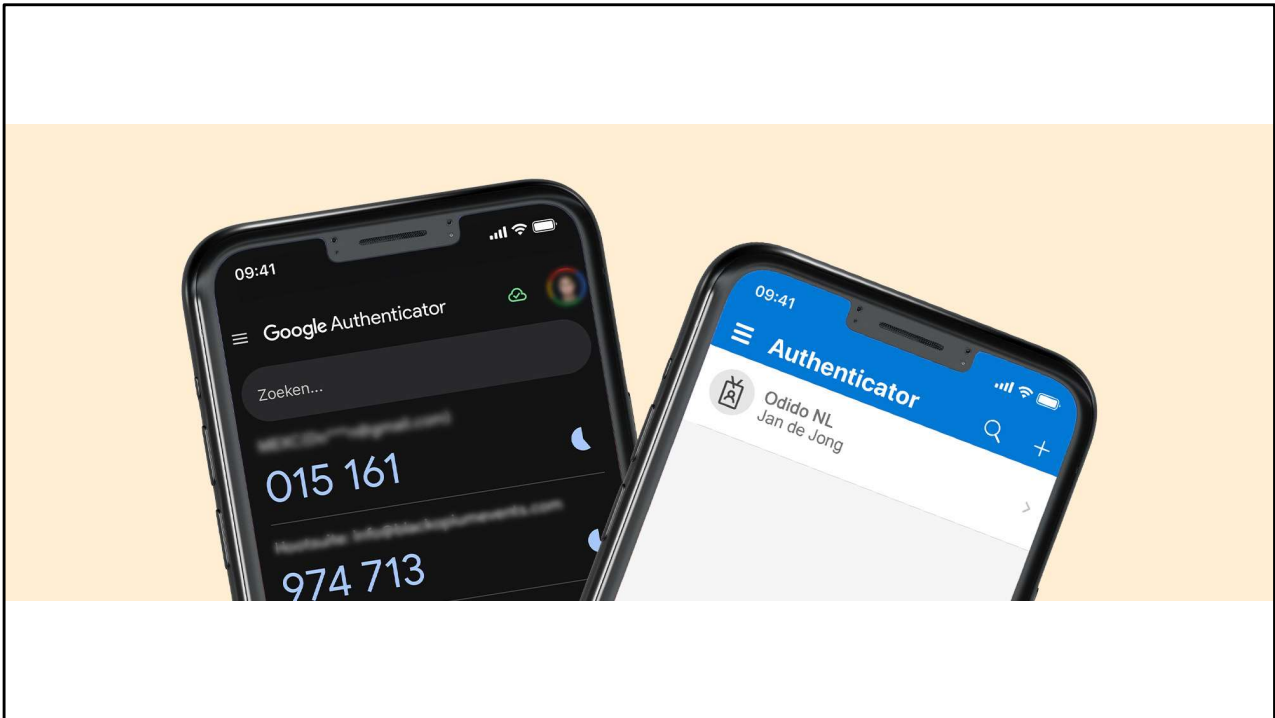 09:41
Google Authenticator
Zoeken...
015 161
974 713
09:41
Authenticator
Odido NL
Jan de Jong